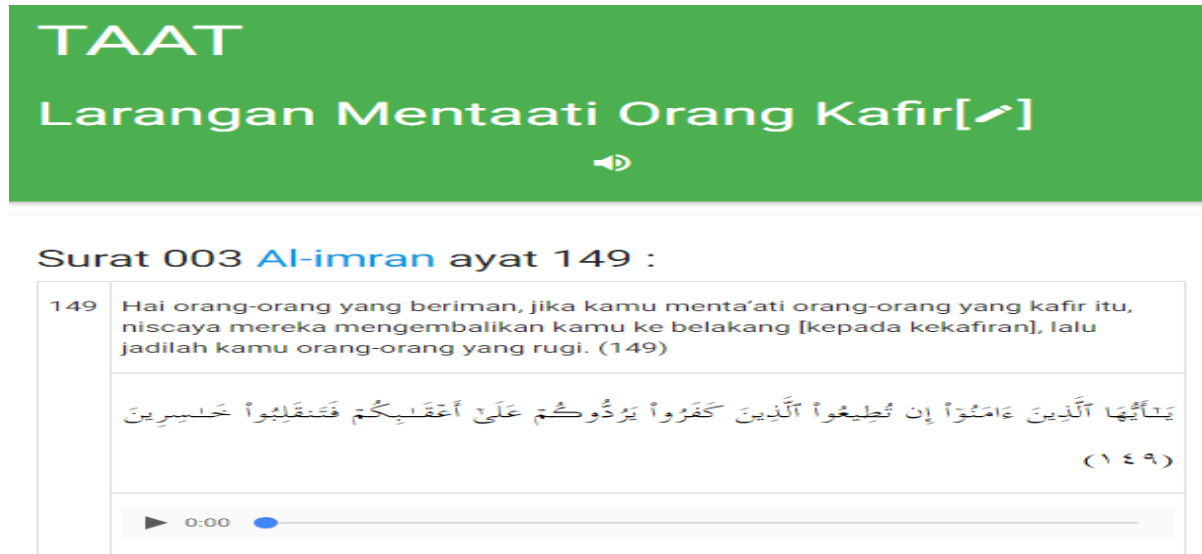 TAAT
Larangan Mentaati Orang Kafir[]
Surat 003 Al-imran ayat 149 :
149
Hai orang-orang yang beriman, jika kamu menta’ati orang-orang yang kafir itu,
niscaya mereka mengembalikan kamu ke belakang [kepada kekafiran], lalu
jadilah kamu orang-orang yang rugi. (149)
يَـٰٓأَيُّهَا ٱلَّذِينَ ءَامَنُوٓا۟ إِن تُطِيعُوا۟ ٱلَّذِينَ كَفَرُوا۟ يَرُدُّوكُمْ عَلَىٰٓ أَعْقَـٰبِكُمْ فَتَنقَلِبُوا۟ خَـٰسِرِينَ
(١٤٩)
0:00